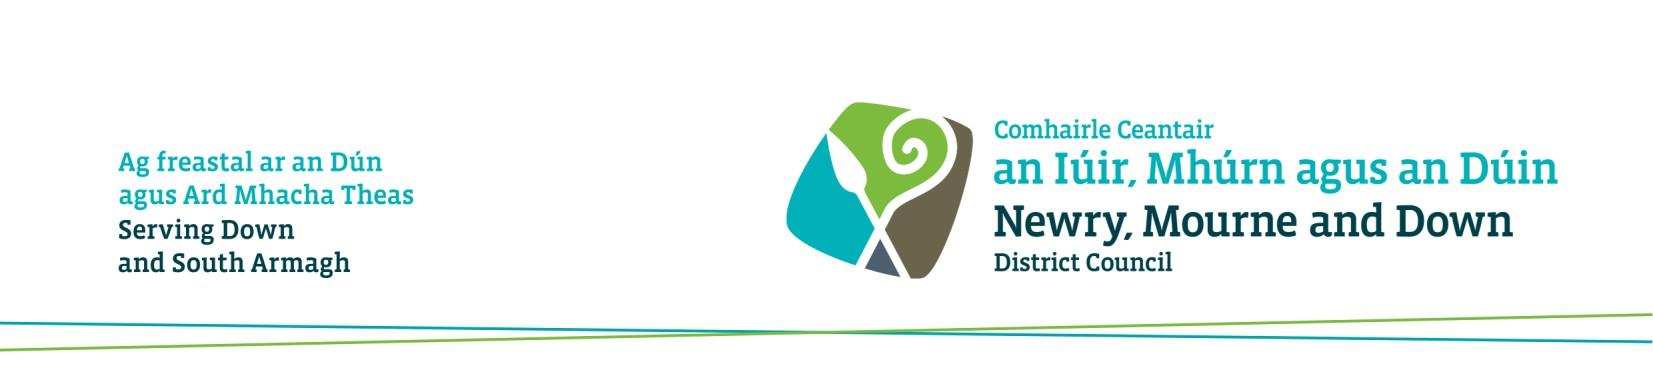 Ag freastal ar an Dún
agus Ard Mhacha Theas
Serving Down
and South Armagh
Comhairle Ceantair
an Iúir, Mhúrn agus an Dúin
Newry, Mourne and Down
District Council